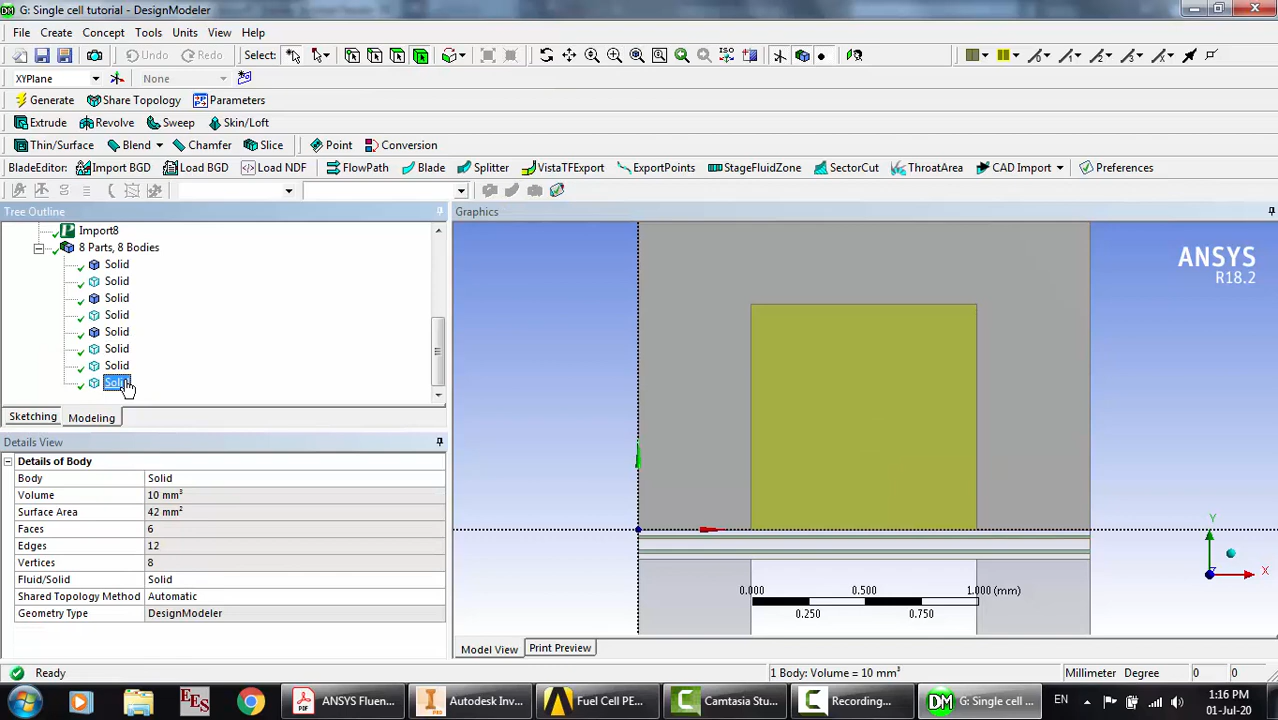 G: Single cell tutorial - DesignModeler
File Create Concept Tools Units View Help
Undo Redo Select:
XYPlane None
Generate Share Topology Parameters
Extrude Revolve Sweep Skin/Loft
Thin/Surface Blend Chamfer Slice Point Conversion
BladeEditor: Import BGD Load BGD Load NDF FlowPath Blade Splitter VistaTFExport ExportPoints StageFluidZone SectorCut ThroatArea CAD Import Preferences
Tree Outline
Graphics
Import8
8 Parts, 8 Bodies
Solid
Solid
Solid
Solid
Solid
Solid
Solid
Solid
Sketching Modeling
Details View
Details of Body
Body Solid
Volume 10 mm³
Surface Area 42 mm²
Faces 6
Edges 12
Vertices 8
Fluid/Solid Solid
Shared Topology Method Automatic
Geometry Type DesignModeler
ANSYS
R18.2
Y
X
0.000 0.500 1.000 (mm)
0.250 0.750
Model View Print Preview
Ready
1 Body: Volume = 10 mm³ Millimeter Degree 0 0
EES
ANSYS Fluen... Autodesk Inv... Fuel Cell PE... Camtasia Stu... Recording... DM G: Single cell ... EN
1:16 PM
01-Jul-20